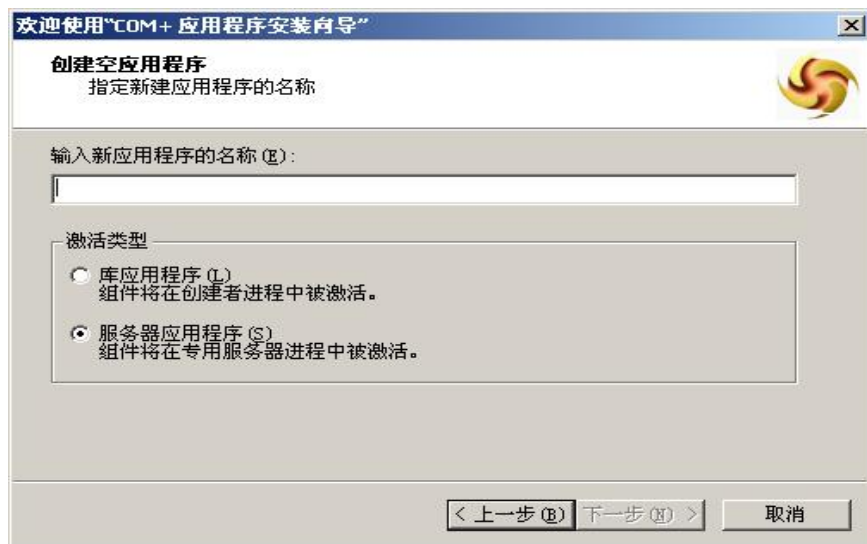 欢迎使用“COM+ 应用程序安装向导”
创建空应用程序
指定新建应用程序的名称
输入新应用程序的名称(E):
激活类型
库应用程序(L)
组件将在创建者进程中被激活。
服务器应用程序(S)
组件将在专用服务器进程中被激活。
< 上一步(B) 下一步(N) > 取消